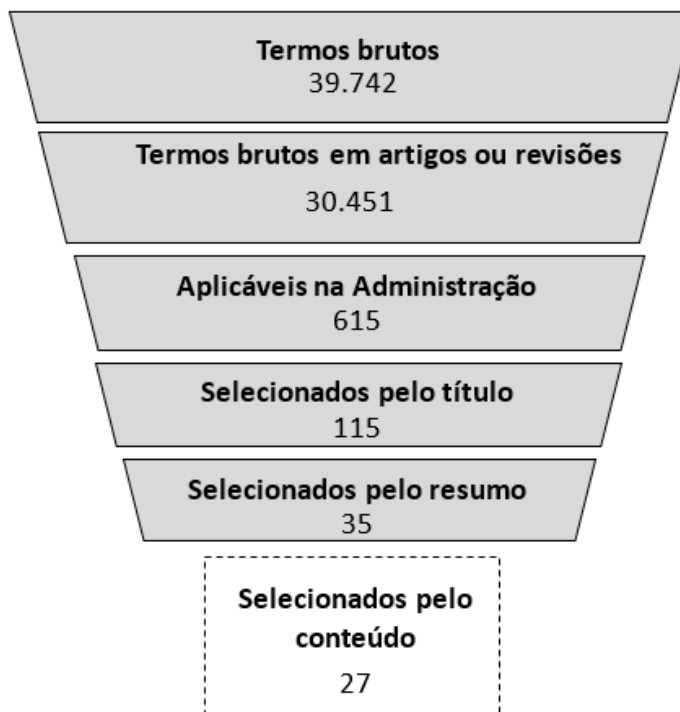 Termos brutos
39.742
Termos brutos em artigos ou revisões
30.451
Aplicáveis na Administração
615
Selecionados pelo título
115
Selecionados pelo resumo
35
Selecionados pelo
conteúdo
27